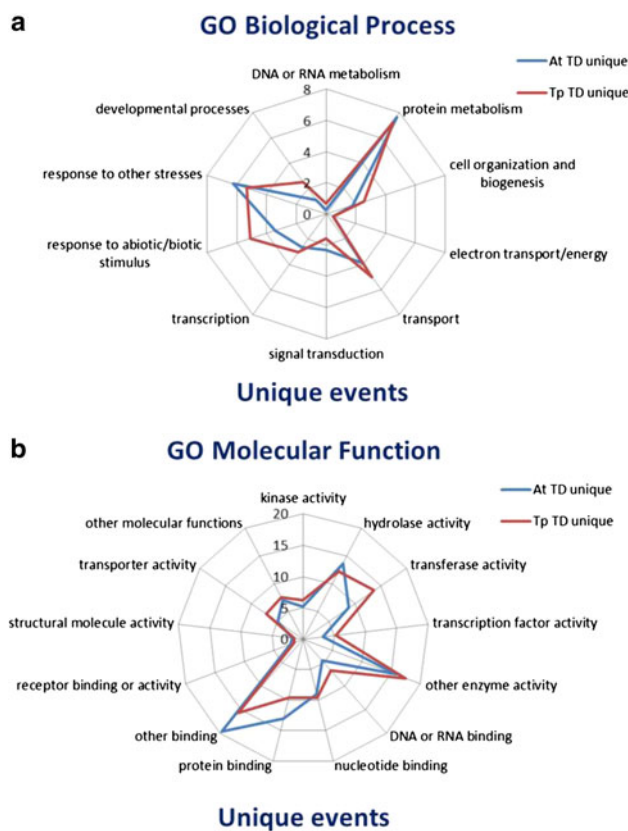 a
GO Biological Process
DNA or RNA metabolism
At TD unique
Tp TD unique
8
6
4
2
0
developmental processes
protein metabolism
response to other stresses
cell organization and
biogenesis
response to abiotic/biotic
stimulus
electron transport/energy
transcription
transport
signal transduction
Unique events
b
GO Molecular Function
kinase activity
At TD unique
Tp TD unique
20
15
10
5
0
other molecular functions
hydrolase activity
transporter activity
transferase activity
structural molecule activity
transcription factor activity
receptor binding or activity
other enzyme activity
other binding
DNA or RNA binding
protein binding
nucleotide binding
Unique events